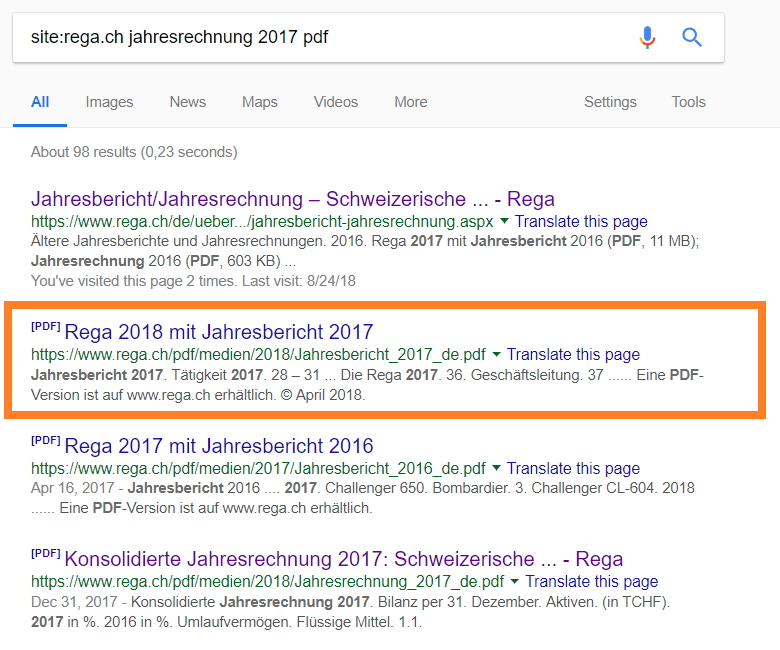 site:rega.ch jahresrechnung 2017 pdf
All Images News Maps Videos More Settings Tools
About 98 results (0,23 seconds)
Jahresbericht/Jahresrechnung – Schweizerische ... - Rega
https://www.rega.ch/de/ueber.../jahresbericht-jahresrechnung.aspx Translate this page
Ältere Jahresberichte und Jahresrechnungen. 2016. Rega 2017 mit Jahresbericht 2016 (PDF, 11 MB);
Jahresrechnung 2016 (PDF, 603 KB) ...
You've visited this page 2 times. Last visit: 8/24/18
[PDF] Rega 2018 mit Jahresbericht 2017
https://www.rega.ch/pdf/medien/2018/Jahresbericht_2017_de.pdf Translate this page
Jahresbericht 2017. Tätigkeit 2017. 28 – 31 ... Die Rega 2017. 36. Geschäftsleitung. 37 ...... Eine PDF-
Version ist auf www.rega.ch erhältlich. © April 2018.
[PDF] Rega 2017 mit Jahresbericht 2016
https://www.rega.ch/pdf/medien/2017/Jahresbericht_2016_de.pdf Translate this page
Apr 16, 2017 - Jahresbericht 2016 .... 2017. Challenger 650. Bombardier. 3. Challenger CL-604. 2018
...... Eine PDF-Version ist auf www.rega.ch erhältlich.
[PDF] Konsolidierte Jahresrechnung 2017: Schweizerische ... - Rega
https://www.rega.ch/pdf/medien/2018/Jahresrechnung_2017_de.pdf Translate this page
Dec 31, 2017 - Konsolidierte Jahresrechnung 2017. Bilanz per 31. Dezember. Aktiven. (in TCHF).
2017 in %. 2016 in %. Umlaufvermögen. Flüssige Mittel. 1.1.